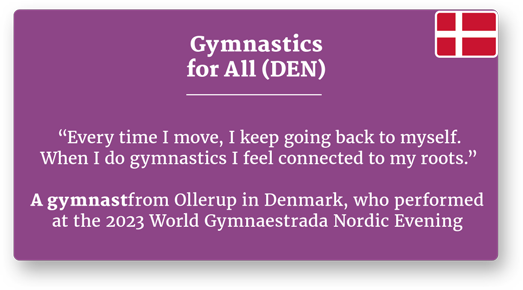 Gymnastics
for All (DEN)
“Every time I move, I keep going back to myself.
When I do gymnastics I feel connected to my roots.”
A gymnastfrom Ollerup in Denmark, who performed
at the 2023 World Gymnaestrada Nordic Evening